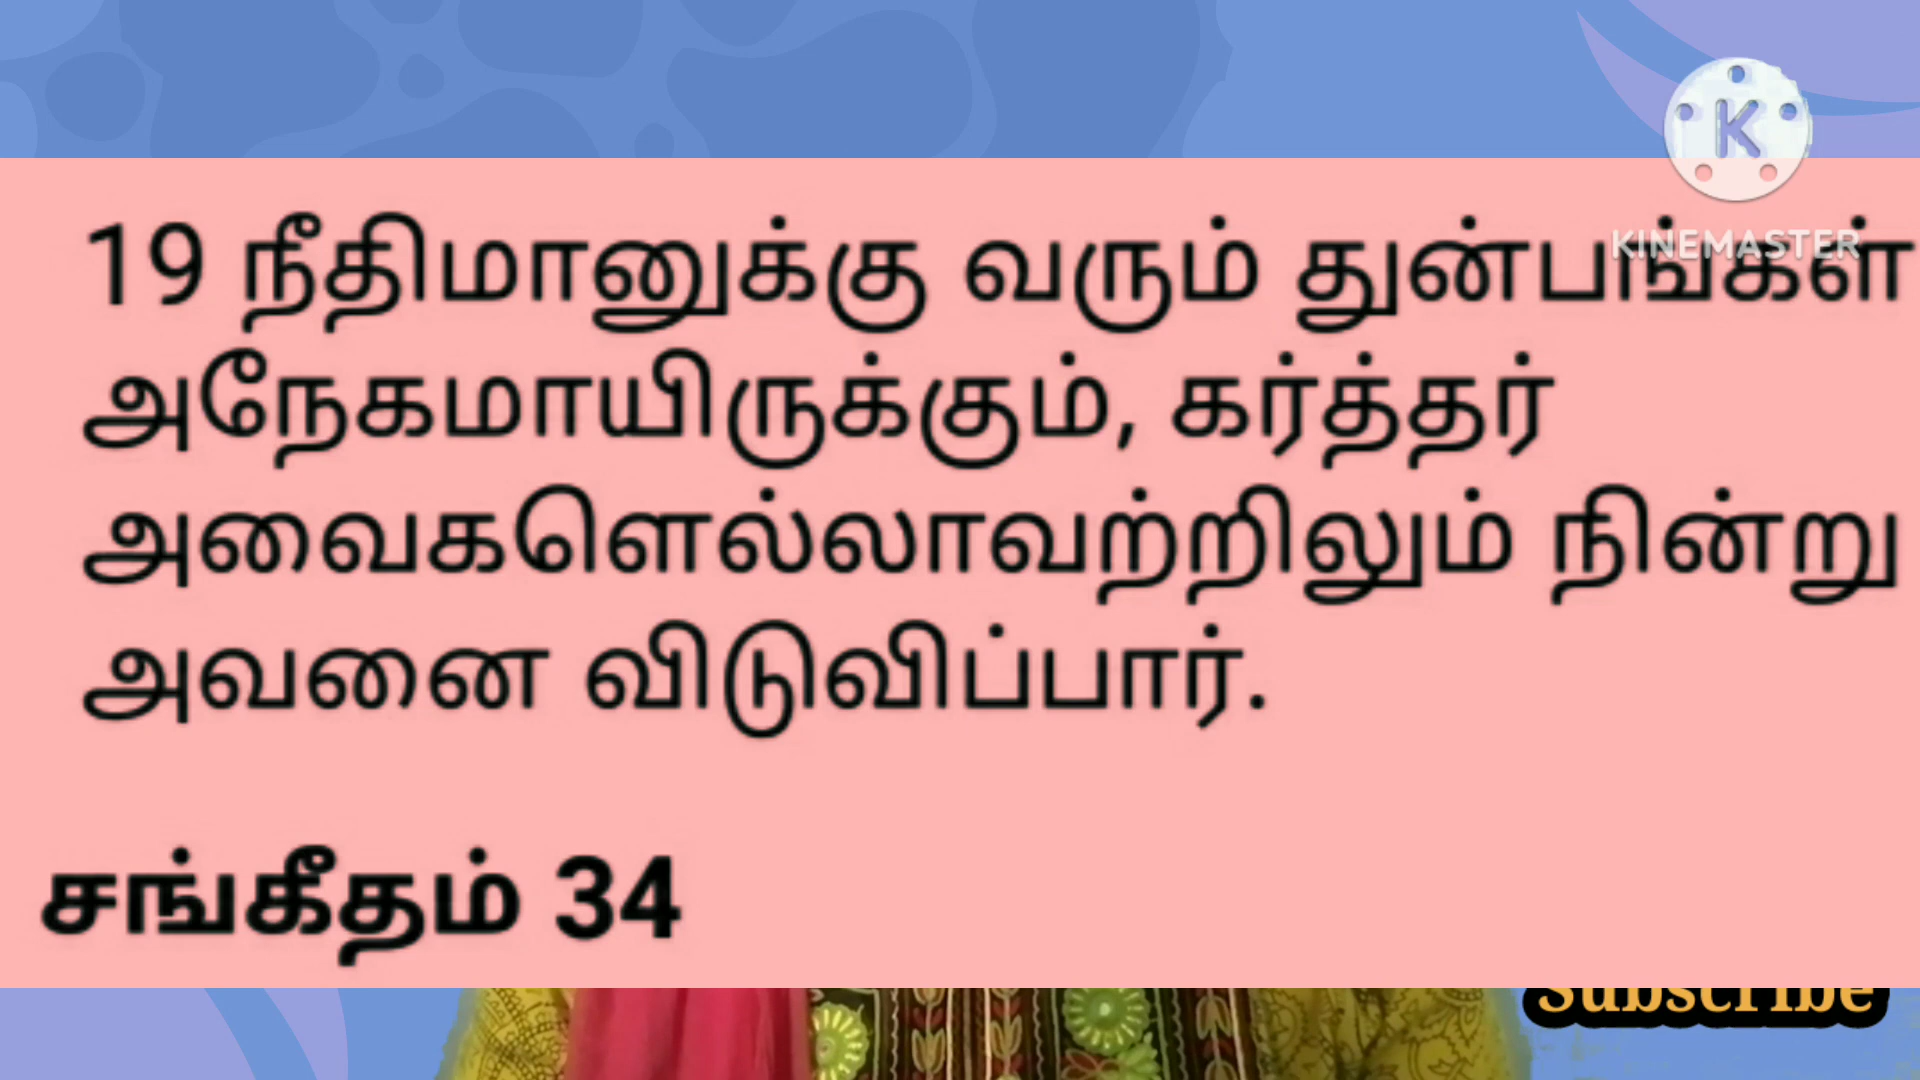 K
KINEMASTER
19 நீதிமானுக்கு வரும் துன்பங்கள்
அநேகமாயிருக்கும், கர்த்தர்
அவைகளெல்லாவற்றிலும் நின்று
அவனை விடுவிப்பார்.
சங்கீதம் 34
Subscribe